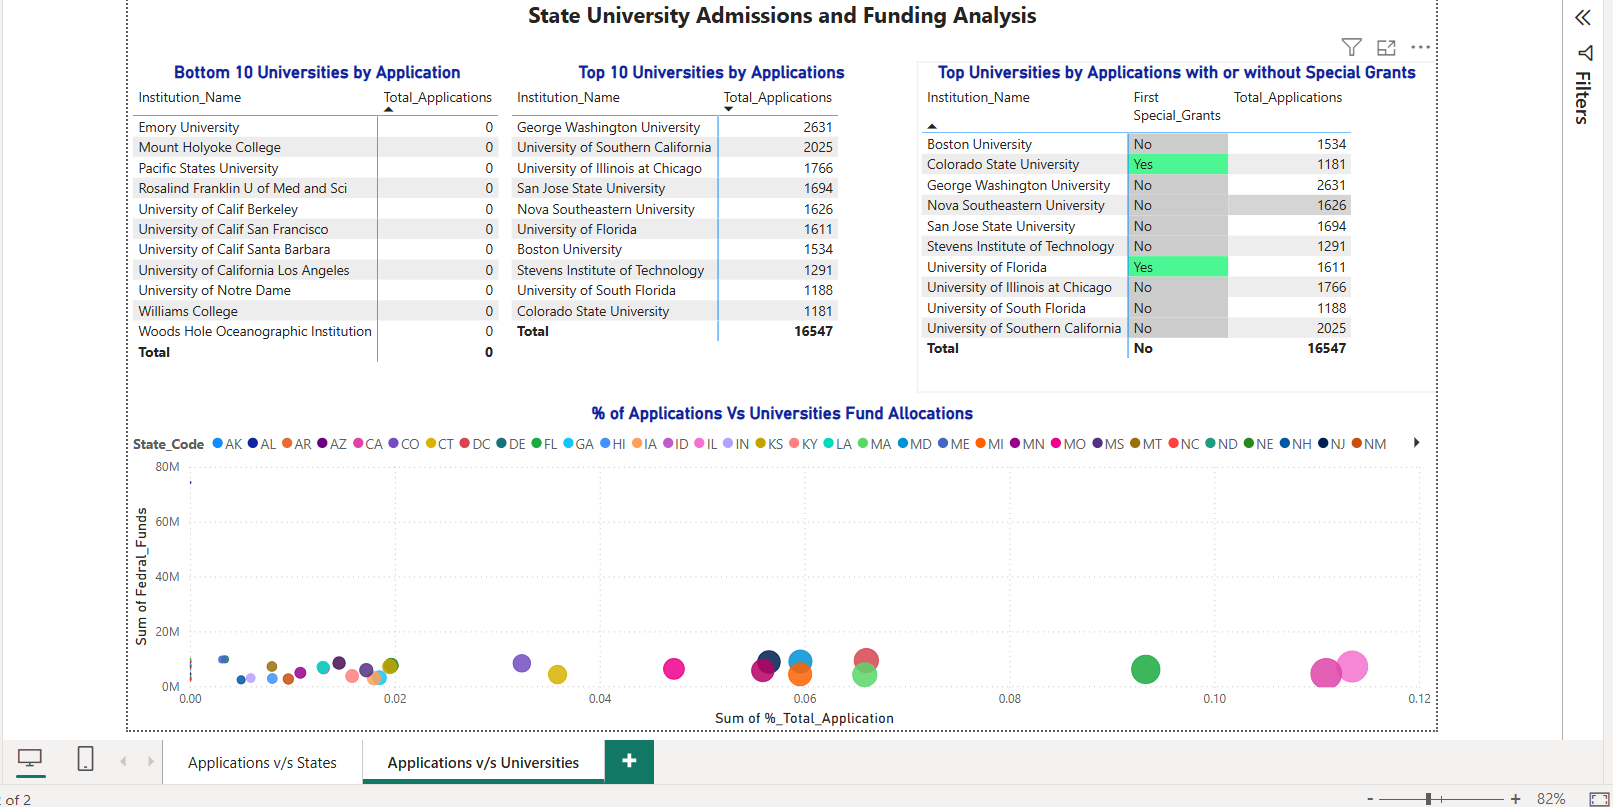 State University Admissions and Funding Analysis
Bottom 10 Universities by Application
Institution_Name Total_Applications
Emory University 0
Mount Holyoke College 0
Pacific States University 0
Rosalind Franklin U of Med and Sci 0
University of Calif Berkeley 0
University of Calif San Francisco 0
University of Calif Santa Barbara 0
University of California Los Angeles 0
University of Notre Dame 0
Williams College 0
Woods Hole Oceanographic Institution 0
Total 0
Top 10 Universities by Applications
Institution_Name Total_Applications
George Washington University 2631
University of Southern California 2025
University of Illinois at Chicago 1766
San Jose State University 1694
Nova Southeastern University 1626
University of Florida 1611
Boston University 1534
Stevens Institute of Technology 1291
University of South Florida 1188
Colorado State University 1181
Total 16547
Top Universities by Applications with or without Special Grants
Institution_Name First Total_Applications
Special_Grants
Boston University No 1534
Colorado State University Yes 1181
George Washington University No 2631
Nova Southeastern University No 1626
San Jose State University No 1694
Stevens Institute of Technology No 1291
University of Florida Yes 1611
University of Illinois at Chicago No 1766
University of South Florida No 1188
University of Southern California No 2025
Total No 16547
Filters
% of Applications Vs Universities Fund Allocations
State_Code AK AL AR AZ CA CO CT DC DE FL GA HI IA ID IL IN KS KY LA MA MD ME MI MN MO MS MT NC ND NE NH NJ NM
80M
60M
40M
20M
0M
Sum of Fedral_Funds
0.00 0.02 0.04 0.06 0.08 0.10 0.12
Sum of %_Total_Application
Applications v/s States Applications v/s Universities +
of 2 - + 82%